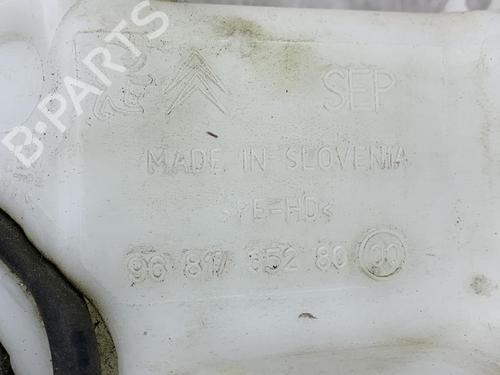 SEP
MADE IN SLOVENIA
>PE-HD<
96 817 352 80 00
B-PARTS